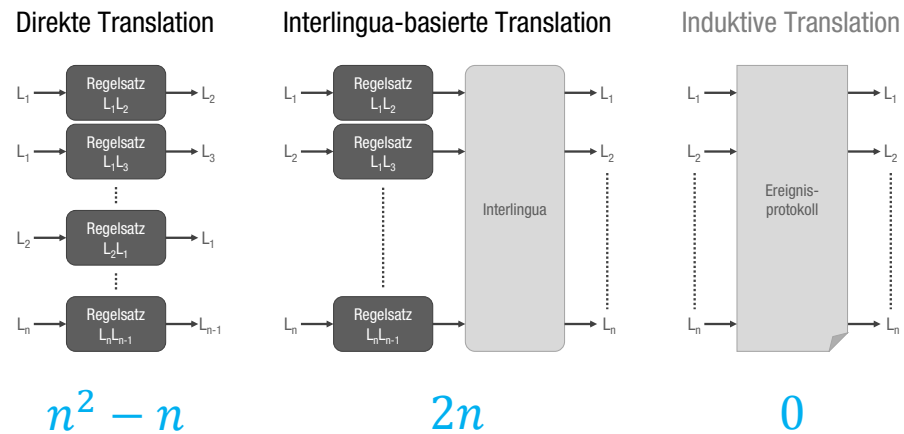 Direkte Translation
L₁
Regelsatz
L₁L₂
L₂
L₁
Regelsatz
L₁L₃
L₃
L₂
Regelsatz
L₂L₁
L₁
Lₙ
Regelsatz
LₙLₙ₋₁
Lₙ₋₁
n² − n
Interlingua-basierte Translation
L₁
Regelsatz
L₁L₂
L₁
L₂
Regelsatz
L₁L₃
L₂
Interlingua
Lₙ
Regelsatz
LₙLₙ₋₁
Lₙ
2n
Induktive Translation
L₁
L₁
L₂
L₂
Ereignis-
protokoll
Lₙ
Lₙ
0